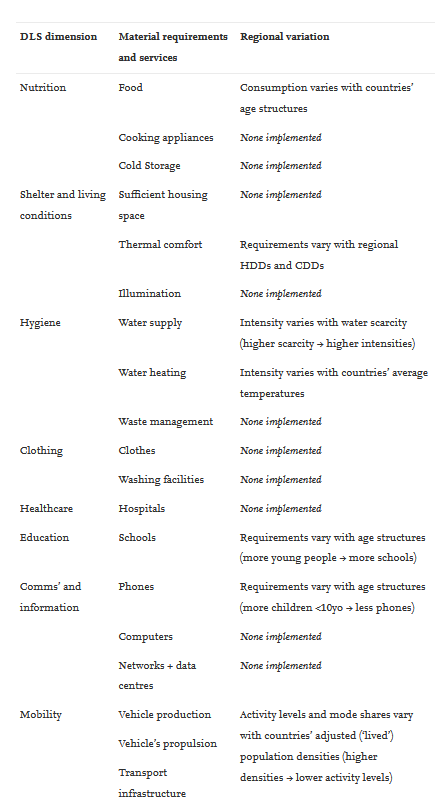 DLS dimension Material requirements Regional variation
and services
Nutrition Food Consumption varies with countries'
age structures
Cooking appliances None implemented
Cold Storage None implemented
Shelter and living Sufficient housing None implemented
conditions space
Thermal comfort Requirements vary with regional
HDDs and CDDs
Illumination None implemented
Hygiene Water supply Intensity varies with water scarcity
(higher scarcity → higher intensities)
Water heating Intensity varies with countries' average
temperatures
Waste management None implemented
Clothing Clothes None implemented
Washing facilities None implemented
Healthcare Hospitals None implemented
Education Schools Requirements vary with age structures
(more young people → more schools)
Comms' and Phones Requirements vary with age structures
information (more children <10yo → less phones)
Computers None implemented
Networks + data None implemented
centres
Mobility Vehicle production Activity levels and mode shares vary
with countries' adjusted ('lived')
Vehicle's propulsion population densities (higher
Transport densities → lower activity levels)
infrastructure